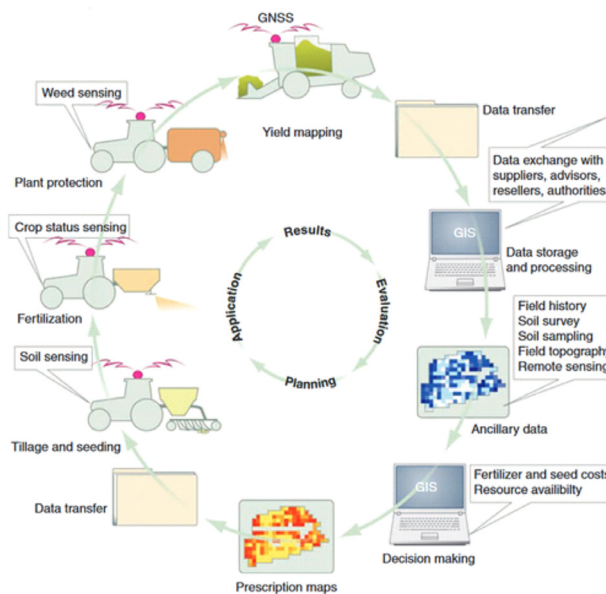 GNSS
Yield mapping
Data transfer
Data exchange with
suppliers, advisors,
resellers, authorities
GIS
Data storage
and processing
Field history
Soil survey
Soil sampling
Field topography
Remote sensing
Ancillary data
Fertilizer and seed costs
Resource availibilty
GIS
Decision making
Prescription maps
Data transfer
Soil sensing
Tillage and seeding
Crop status sensing
Fertilization
Weed sensing
Plant protection
Results
Evaluation
Planning
Application